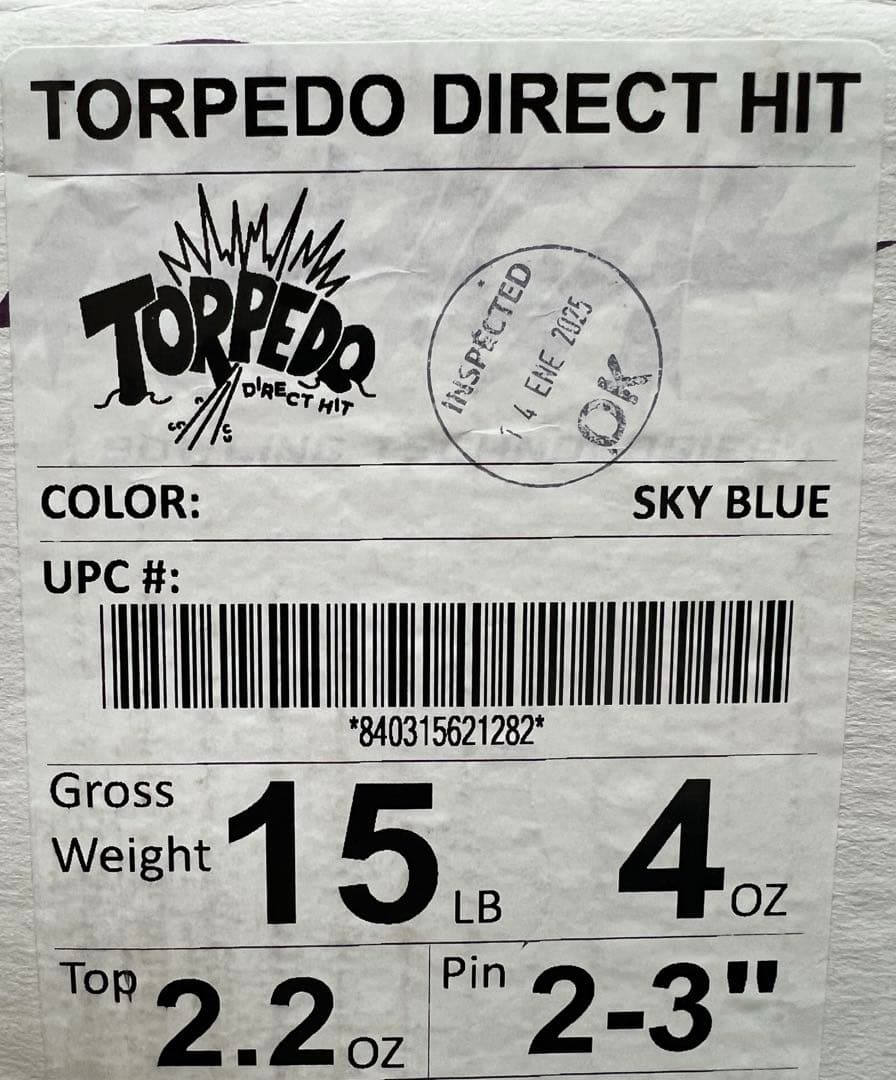 TORPEDO DIRECT HIT
TORPEDO
DIRECT HIT
INSPECTED
14 ENE 2025
OK
COLOR: SKY BLUE
UPC #:
*840315621282*
Gross Weight 15 LB 4 OZ
Top 2.2 OZ Pin 2-3"